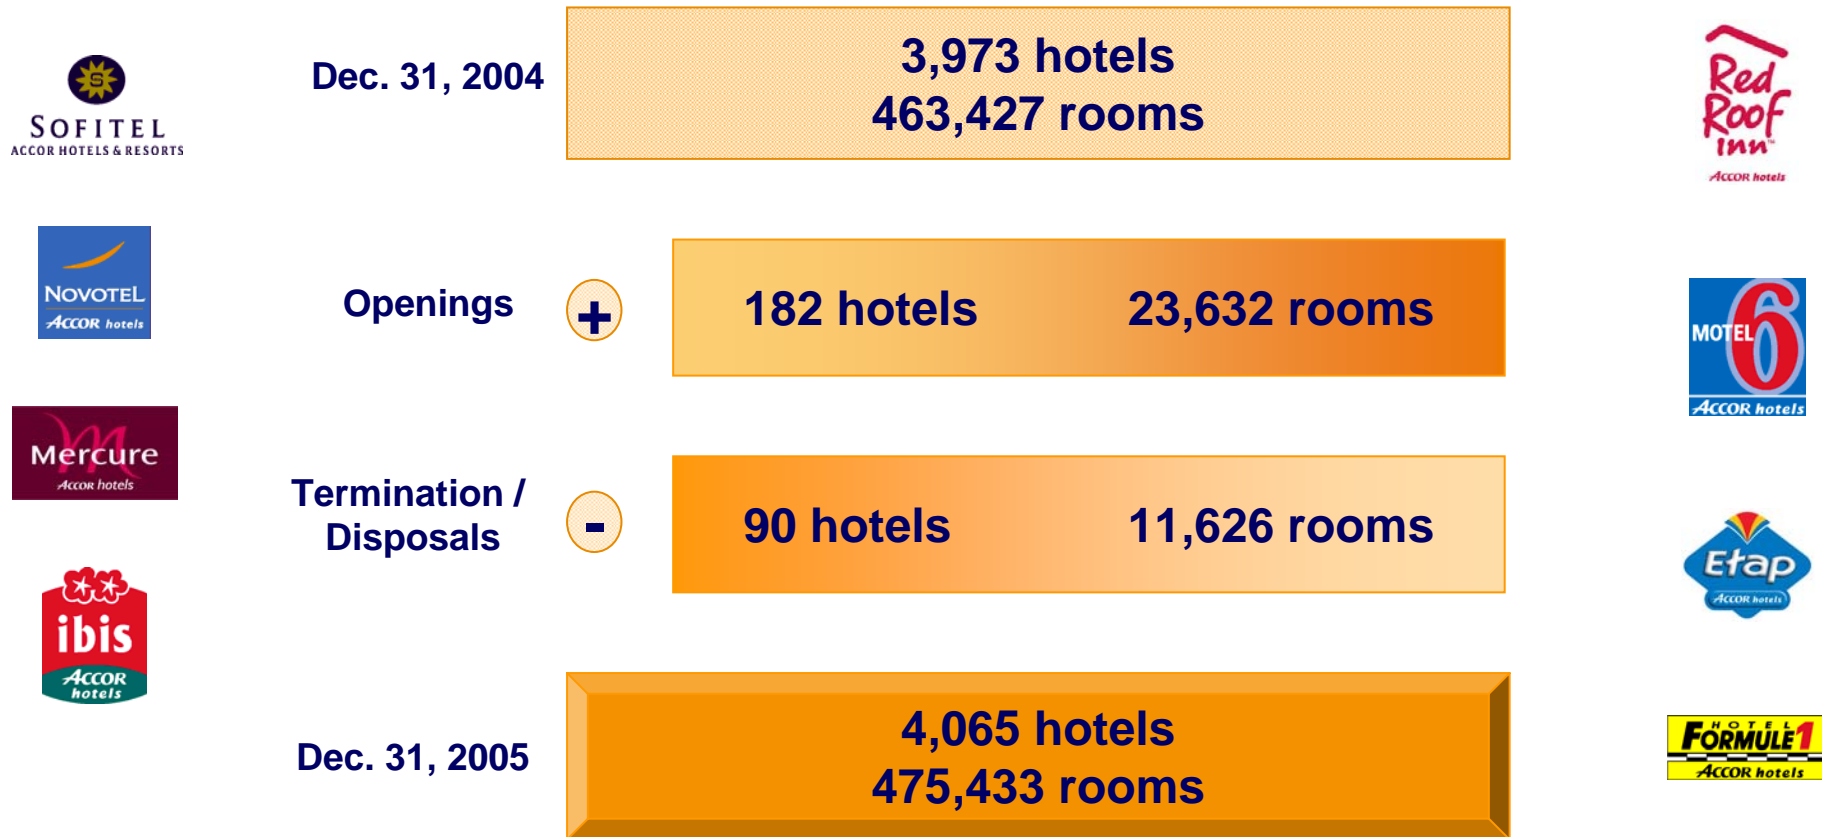 SOFITEL
ACCOR HOTELS & RESORTS
NOVOTEL
ACCOR hotels
Mercure
ACCOR hotels
ibis
ACCOR
hotels
Dec. 31, 2004
3,973 hotels
463,427 rooms
Openings
+
182 hotels 23,632 rooms
Termination /
Disposals
-
90 hotels 11,626 rooms
Dec. 31, 2005
4,065 hotels
475,433 rooms
Red
Roof
Inn™
ACCOR hotels
MOTEL 6
ACCOR hotels
Etap
ACCOR hotels
HOTEL
FORMULE1
ACCOR hotels